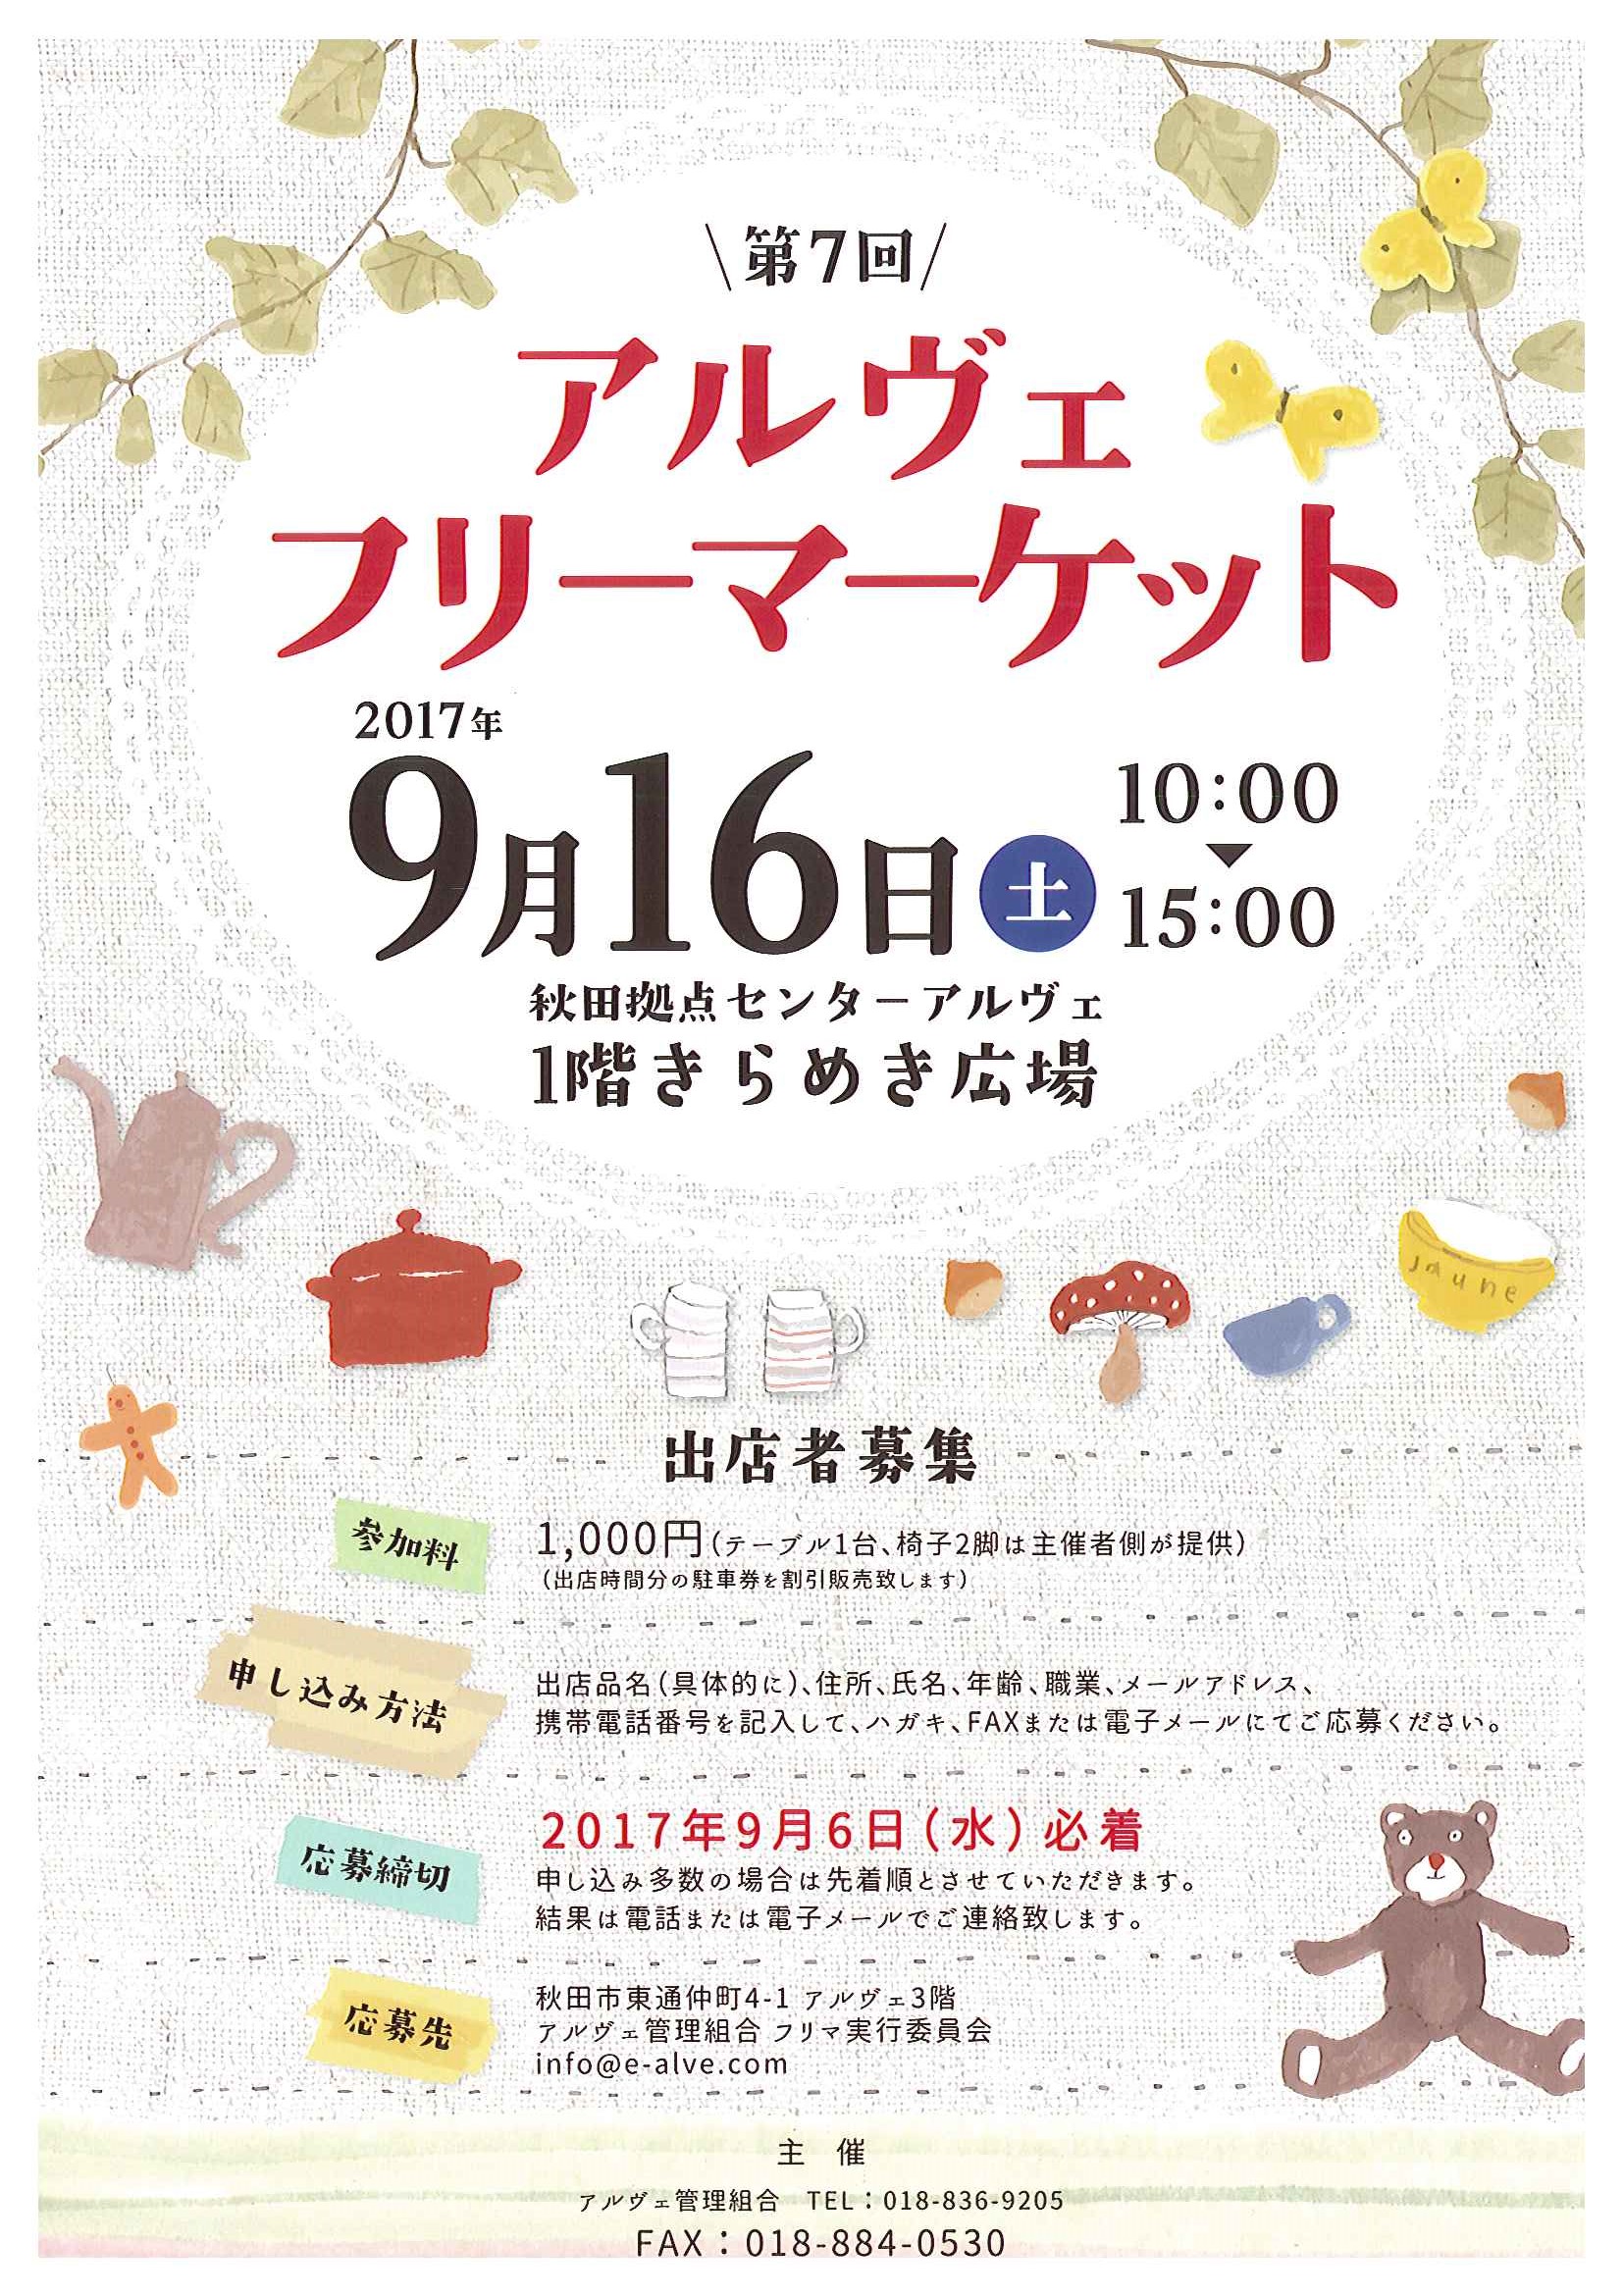 第7回
アルヴェ
フリーマーケット
2017年
9月16日 土 10:00
▼
15:00
秋田拠点センターアルヴェ
1階きらめき広場
jaune
出店者募集
参加料
1,000円(テーブル1台、椅子2脚は主催者側が提供)
(出店時間分の駐車券を割引販売致します)
申し込み方法
出店品名(具体的に)、住所、氏名、年齢、職業、メールアドレス、
携帯電話番号を記入して、ハガキ、FAXまたは電子メールにてご応募ください。
応募締切
2017年9月6日(水)必着
申し込み多数の場合は先着順とさせていただきます。
結果は電話または電子メールでご連絡致します。
応募先
秋田市東通仲町4-1 アルヴェ3階
アルヴェ管理組合 フリマ実行委員会
info@e-alve.com
主 催
アルヴェ管理組合 TEL:018-836-9205
FAX:018-884-0530